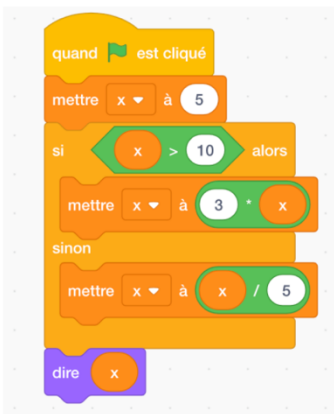 quand est cliqué
mettre x à 5
si x > 10 alors
mettre x à 3 * x
sinon
mettre x à x / 5
dire x